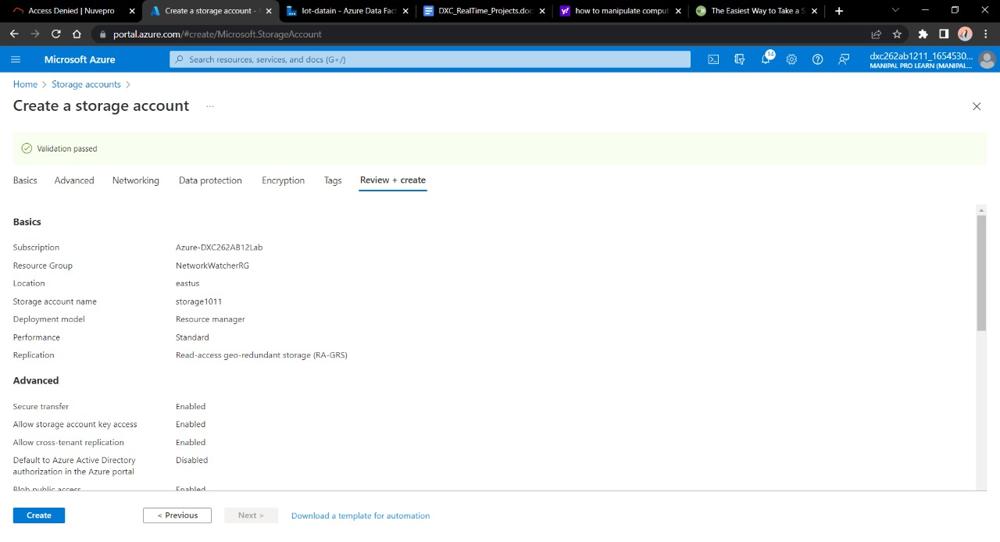 Access Denied | Nuvepro
Create a storage account -
Iot-datain - Azure Data Fact
DXC_RealTime_Projects.doc
how to manipulate comput
The Easiest Way to Take a S
portal.azure.com/#create/Microsoft.StorageAccount
Microsoft Azure
Search resources, services, and docs (G+/)
14
dxc262ab1211_1654530...
MANIPAL PRO LEARN (MANIPAL...
Home > Storage accounts >
Create a storage account ...
Validation passed
Basics Advanced Networking Data protection Encryption Tags Review + create
Basics
Subscription Azure-DXC262AB12Lab
Resource Group NetworkWatcherRG
Location eastus
Storage account name storage1011
Deployment model Resource manager
Performance Standard
Replication Read-access geo-redundant storage (RA-GRS)
Advanced
Secure transfer Enabled
Allow storage account key access Enabled
Allow cross-tenant replication Enabled
Default to Azure Active Directory Disabled
authorization in the Azure portal
Blob public access Enabled
Create < Previous Next > Download a template for automation